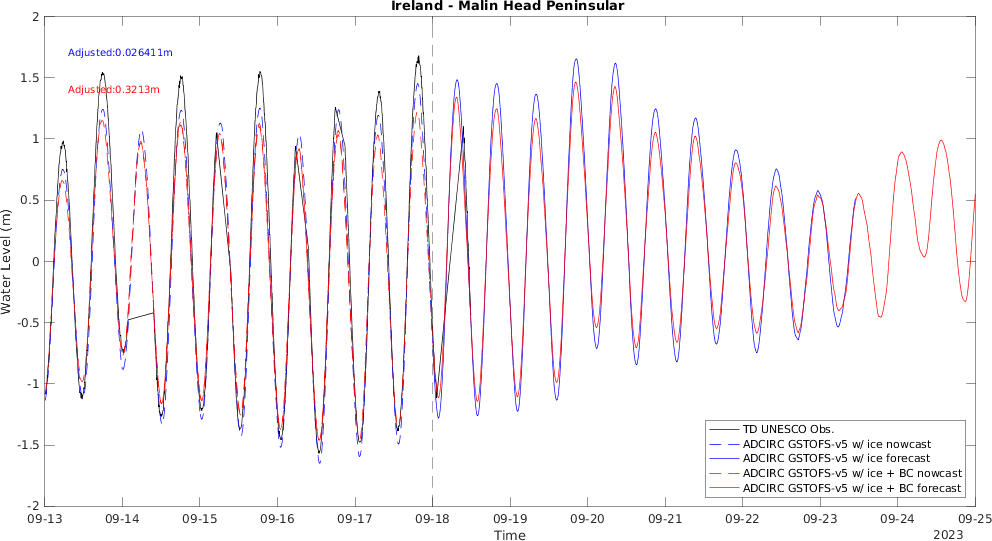 Ireland - Malin Head Peninsular
Adjusted:0.026411m
Adjusted:0.3213m
Water Level (m)
2
1.5
1
0.5
0
-0.5
-1
-1.5
-2
TD UNESCO Obs.
ADCIRC GSTOFS-v5 w/ ice nowcast
ADCIRC GSTOFS-v5 w/ ice forecast
ADCIRC GSTOFS-v5 w/ ice + BC nowcast
ADCIRC GSTOFS-v5 w/ ice + BC forecast
09-13 09-14 09-15 09-16 09-17 09-18 09-19 09-20 09-21 09-22 09-23 09-24 09-25
Time
2023